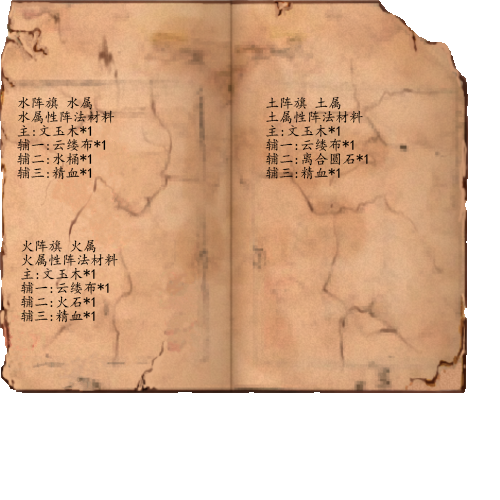 水阵旗 水属
水属性阵法材料
主:文玉木*1
辅一:云缕布*1
辅二:水桶*1
辅三:精血*1
火阵旗 火属
火属性阵法材料
主:文玉木*1
辅一:云缕布*1
辅二:火石*1
辅三:精血*1
土阵旗 土属
土属性阵法材料
主:文玉木*1
辅一:云缕布*1
辅二:离合圆石*1
辅三:精血*1